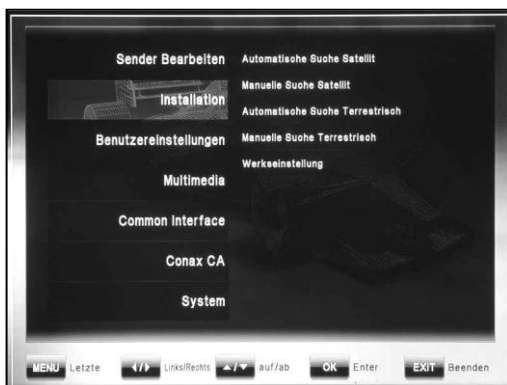 Sender Bearbeiten
Installation
Benutzereinstellungen
Multimedia
Common Interface
Conax CA
System
Automatische Suche Satellit
Manuelle Suche Satellit
Automatische Suche Terrestrisch
Manuelle Suche Terrestrisch
Werkseinstellung
MENU Letzte ◀/▶ Links/Rechts ▲/▼ auf/ab OK Enter EXIT Beenden